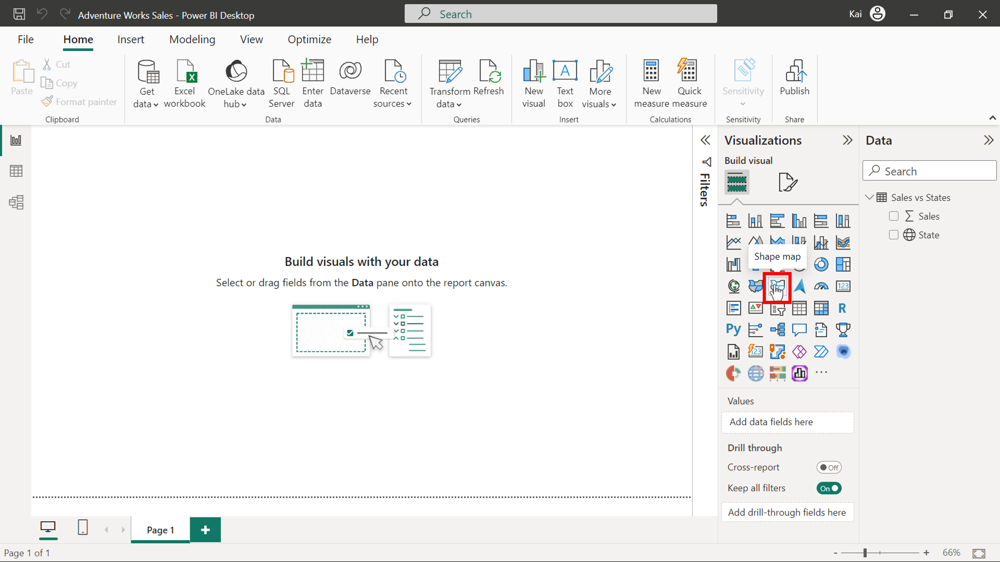 Adventure Works Sales - Power BI Desktop
Search
Kai
File
Home
Insert
Modeling
View
Optimize
Help
Paste
Cut
Copy
Format painter
Clipboard
Get
data
Excel
workbook
OneLake data
hub
SQL
Server
Enter
data
Dataverse
Recent
sources
Data
Transform
data
Refresh
Queries
New
visual
Text
box
More
visuals
Insert
New
measure
Quick
measure
Calculations
Sensitivity
Sensitivity
Publish
Share
Build visuals with your data
Select or drag fields from the Data pane onto the report canvas.
Filters
Visualizations
Build visual
Shape map
123
R
Py
123
Values
Add data fields here
Drill through
Cross-report
Off
Keep all filters
On
Add drill-through fields here
Data
Search
Sales vs States
Sales
State
Page 1
Page 1 of 1
66%